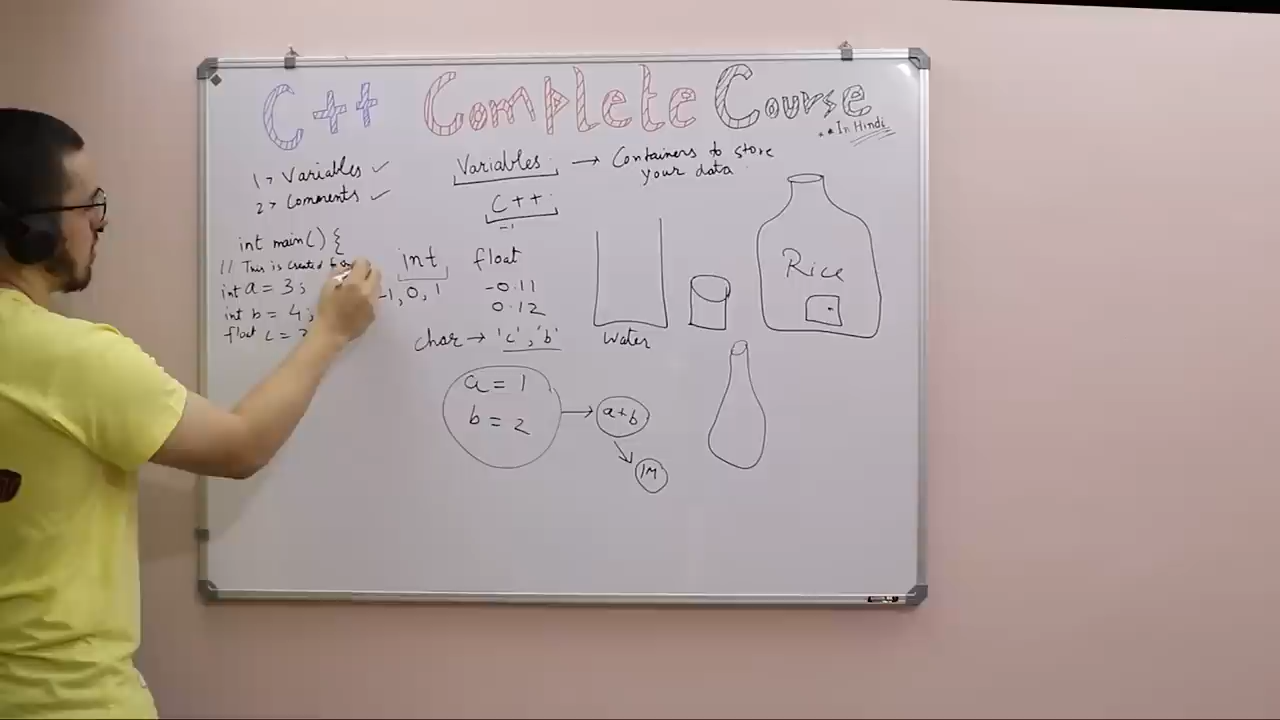 C++ Complete Course
** In Hindi
1> Variables ✓
2> Comments ✓
int main() {
// This is created
int a = 3;
int b = 4;
float c =
Variables → Containers to store
your data
C++
-1
int float
-1, 0, 1
-0.11
0.12
char → 'c', 'b'
a = 1
b = 2
a+b
1M
Water
Rice